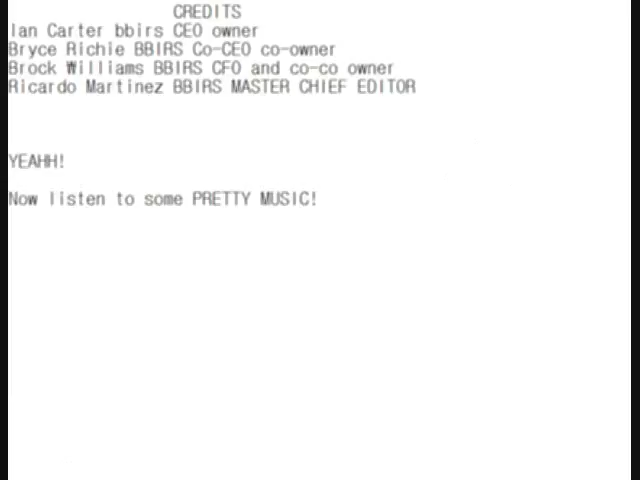 CREDITS
Ian Carter bbirs CEO owner
Bryce Richie BBIRS Co-CEO co-owner
Brock Williams BBIRS CFO and co-co owner
Ricardo Martinez BBIRS MASTER CHIEF EDITOR
YEAHH!
Now listen to some PRETTY MUSIC!